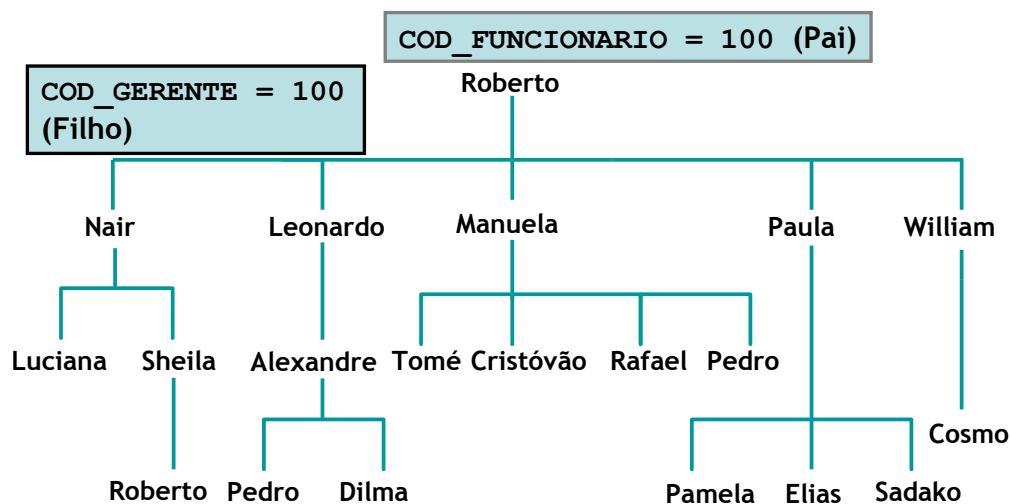 COD_FUNCIONARIO = 100 (Pai)
COD_GERENTE = 100
(Filho)
Roberto
Nair
Leonardo
Manuela
Paula
William
Luciana
Sheila
Alexandre
Tomé
Cristóvão
Rafael
Pedro
Cosmo
Roberto
Pedro
Dilma
Pamela
Elias
Sadako